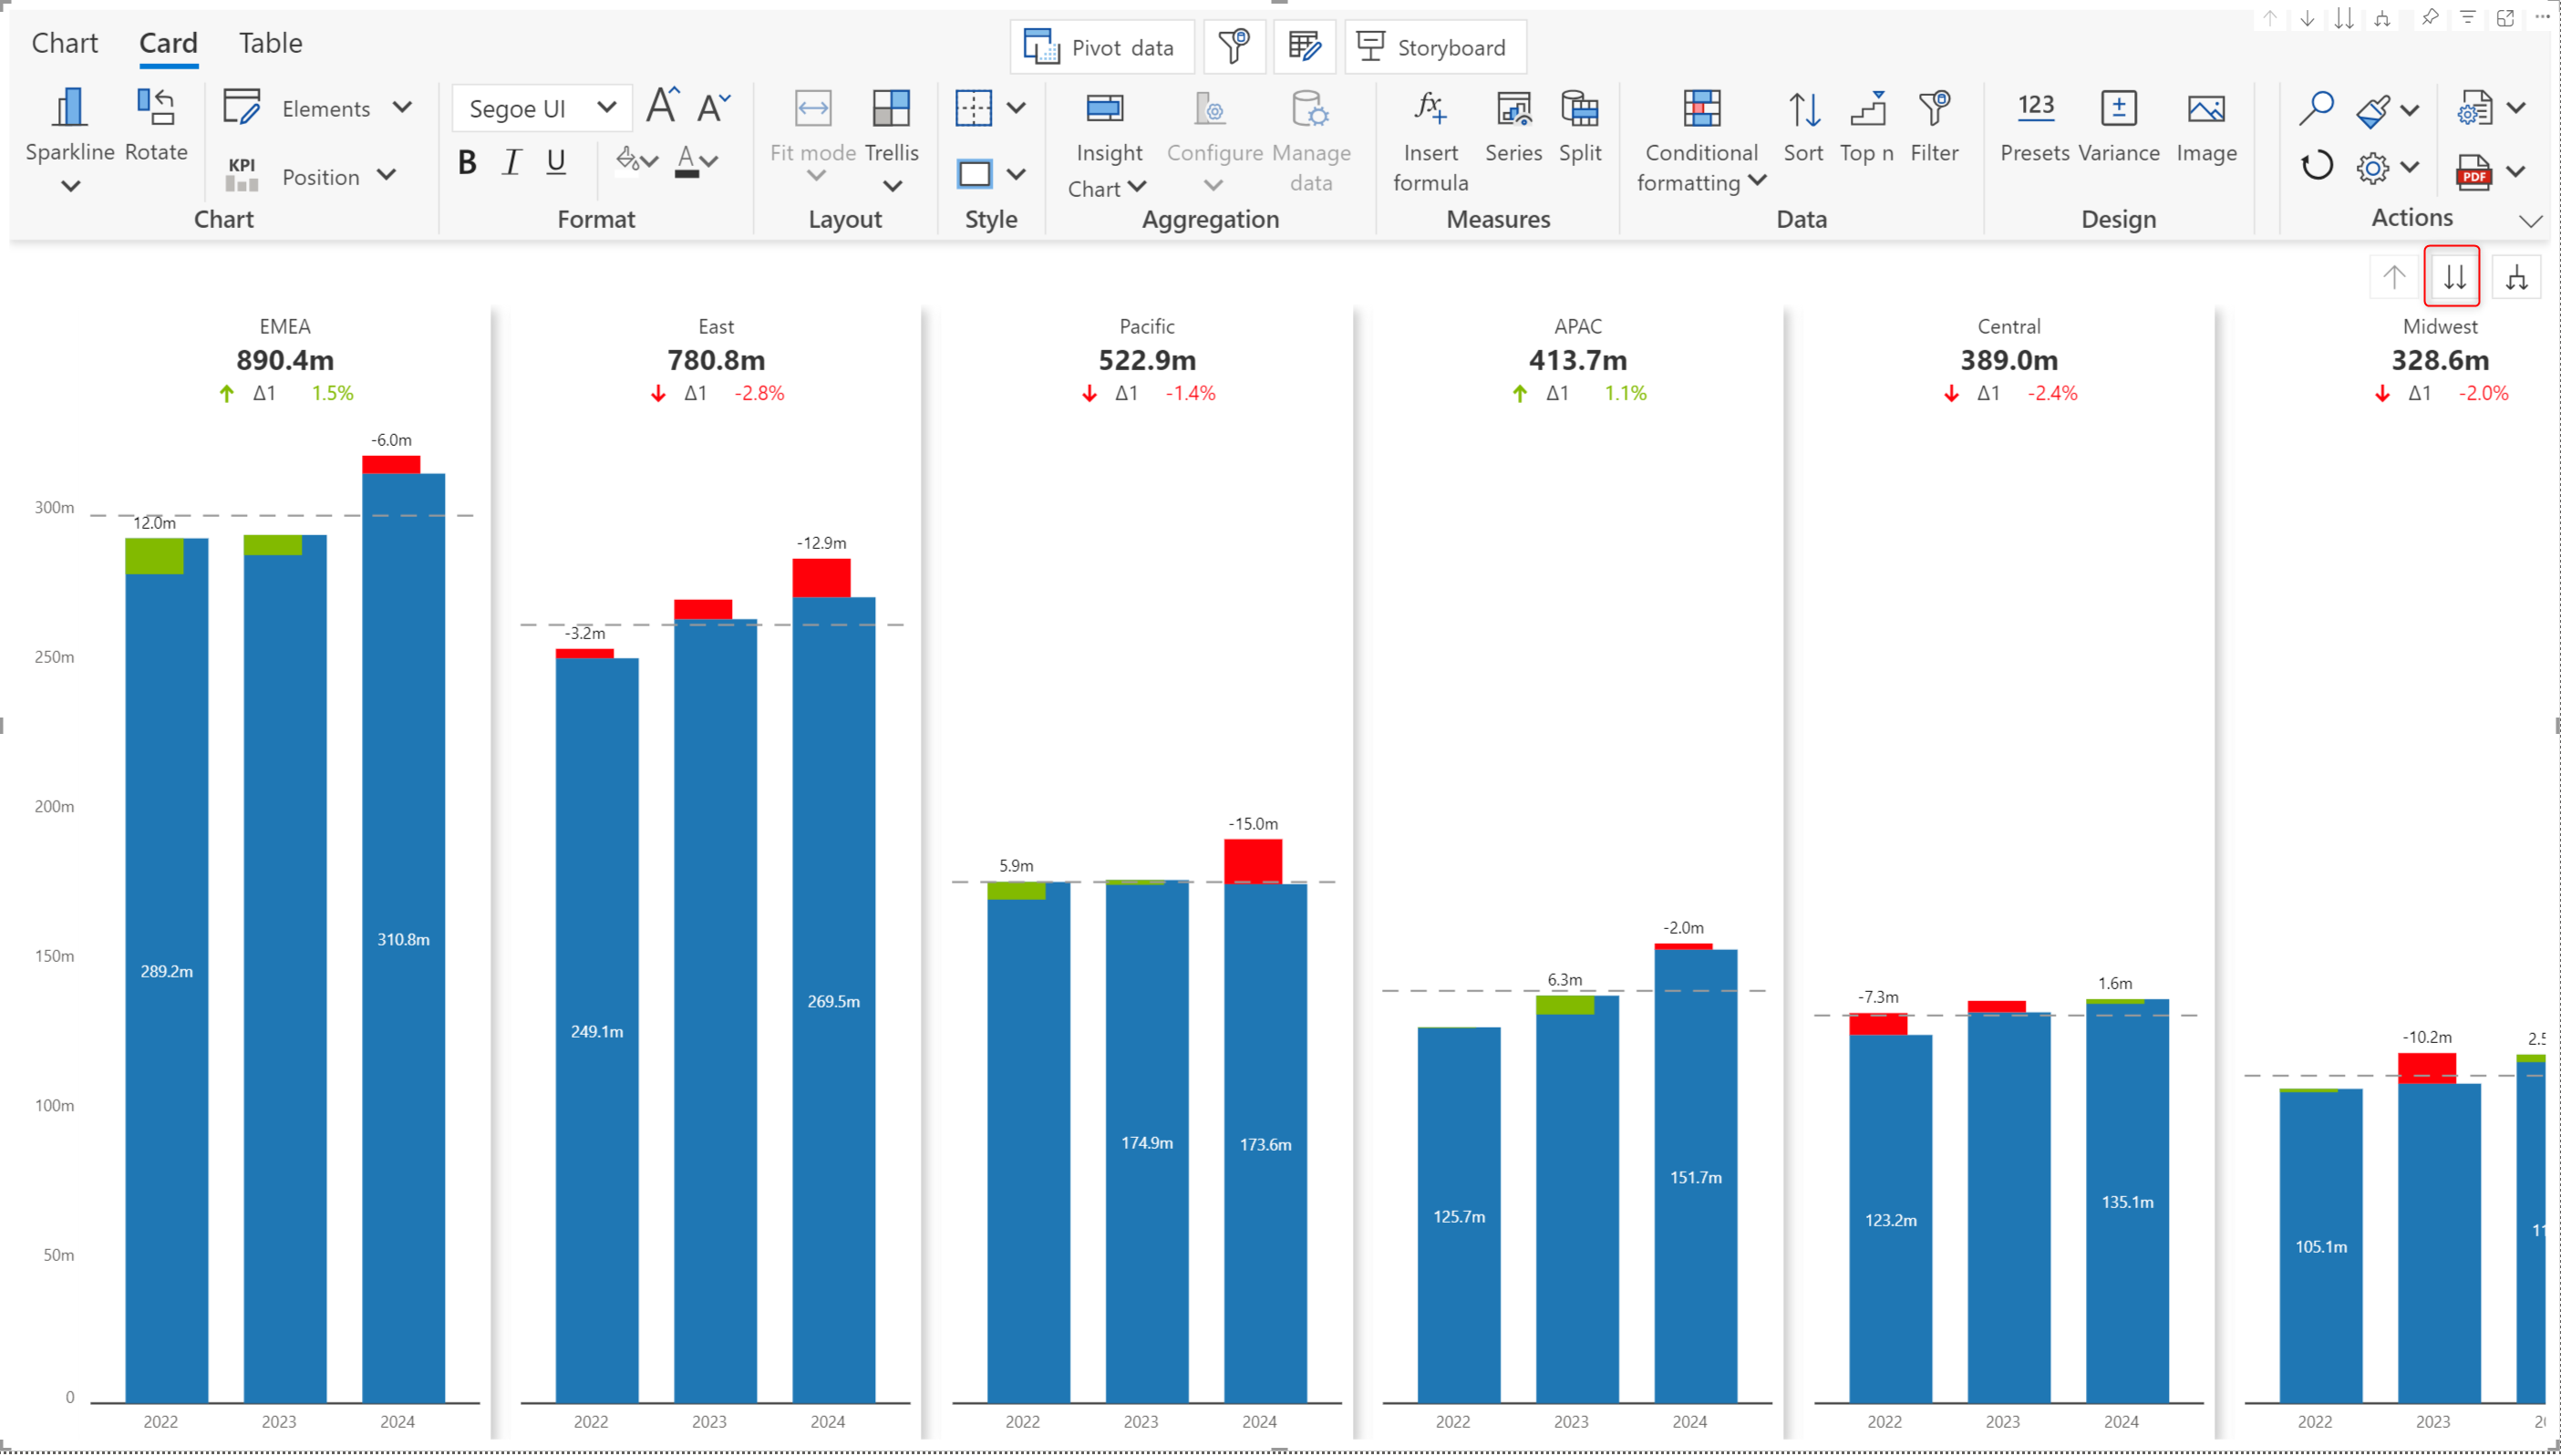 Chart Card Table
Pivot data
Storyboard
Sparkline
Rotate
Elements
KPI
Position
Chart
Segoe UI
A A
B I U
A
Format
Fit mode
Trellis
Layout
Style
Insight
Chart
Configure
Manage
data
Aggregation
fx
Insert
formula
Series
Split
Measures
Conditional
formatting
Sort
Top n
Filter
Data
123
Presets
Variance
Image
Design
PDF
Actions
EMEA
890.4m
Δ1 1.5%
East
780.8m
Δ1 -2.8%
Pacific
522.9m
Δ1 -1.4%
APAC
413.7m
Δ1 1.1%
Central
389.0m
Δ1 -2.4%
Midwest
328.6m
Δ1 -2.0%
300m
250m
200m
150m
100m
50m
0
12.0m
-6.0m
289.2m
310.8m
2022 2023 2024
-3.2m
-12.9m
249.1m
269.5m
2022 2023 2024
5.9m
-15.0m
174.9m
173.6m
2022 2023 2024
6.3m
-2.0m
125.7m
151.7m
2022 2023 2024
-7.3m
1.6m
123.2m
135.1m
2022 2023 2024
-10.2m
105.1m
2022 2023